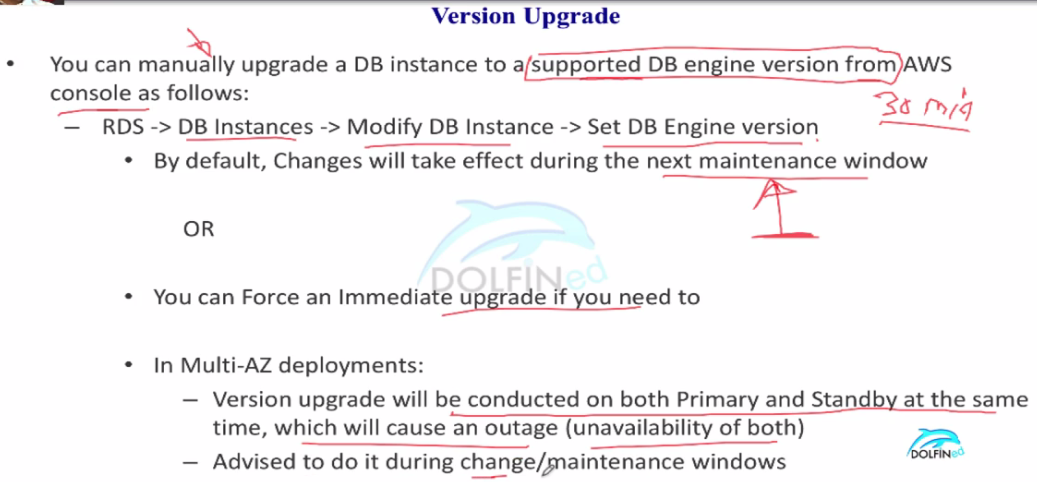 Version Upgrade
• You can manually upgrade a DB instance to a supported DB engine version from AWS
console as follows:
30 min
– RDS -> DB Instances -> Modify DB Instance -> Set DB Engine version
• By default, Changes will take effect during the next maintenance window
OR
DOLFINed
• You can Force an Immediate upgrade if you need to
• In Multi-AZ deployments:
– Version upgrade will be conducted on both Primary and Standby at the same
time, which will cause an outage (unavailability of both)
DOLFINed
– Advised to do it during change/maintenance windows